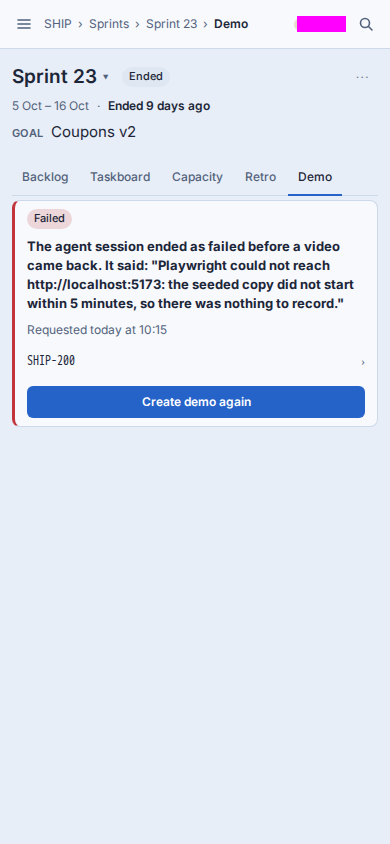 SHIP › Sprints › Sprint 23 › Demo
Sprint 23 ▾ Ended ...
5 Oct – 16 Oct · Ended 9 days ago
GOAL Coupons v2
Backlog Taskboard Capacity Retro Demo
Failed
The agent session ended as failed before a video
came back. It said: "Playwright could not reach
http://localhost:5173: the seeded copy did not start
within 5 minutes, so there was nothing to record."
Requested today at 10:15
SHIP-200 ›
Create demo again